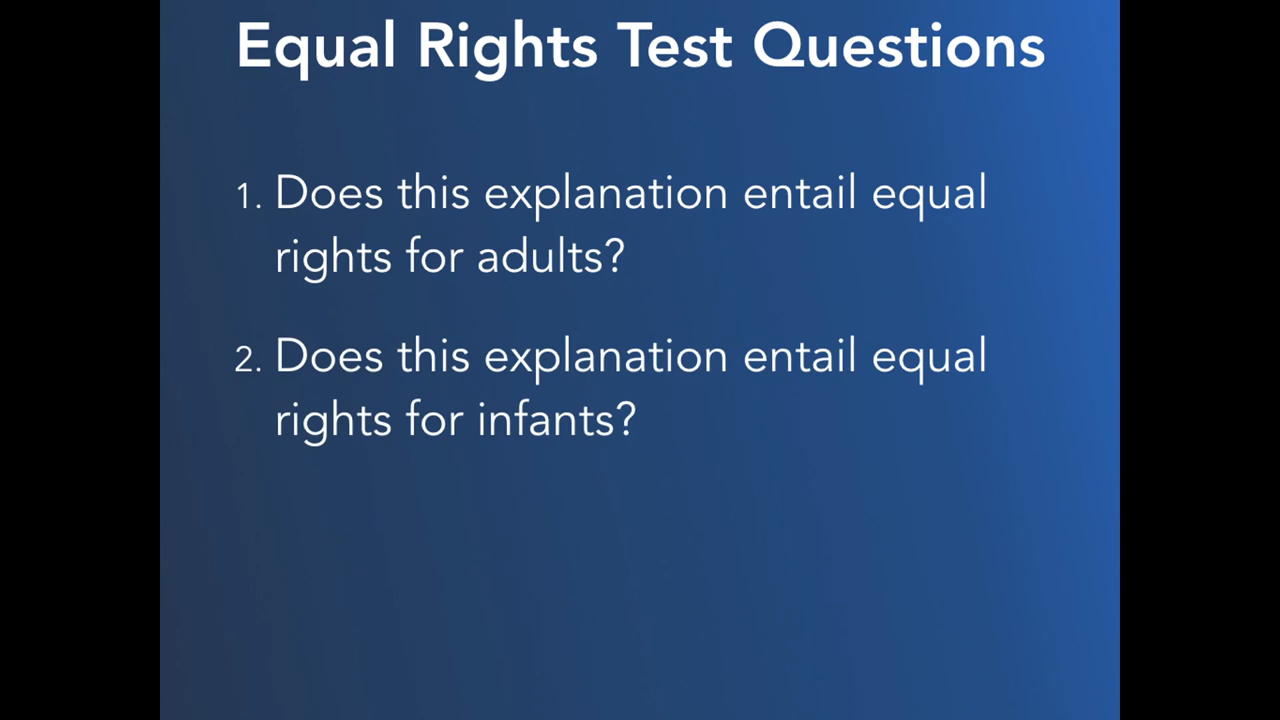 Equal Rights Test Questions
1. Does this explanation entail equal
rights for adults?
2. Does this explanation entail equal
rights for infants?